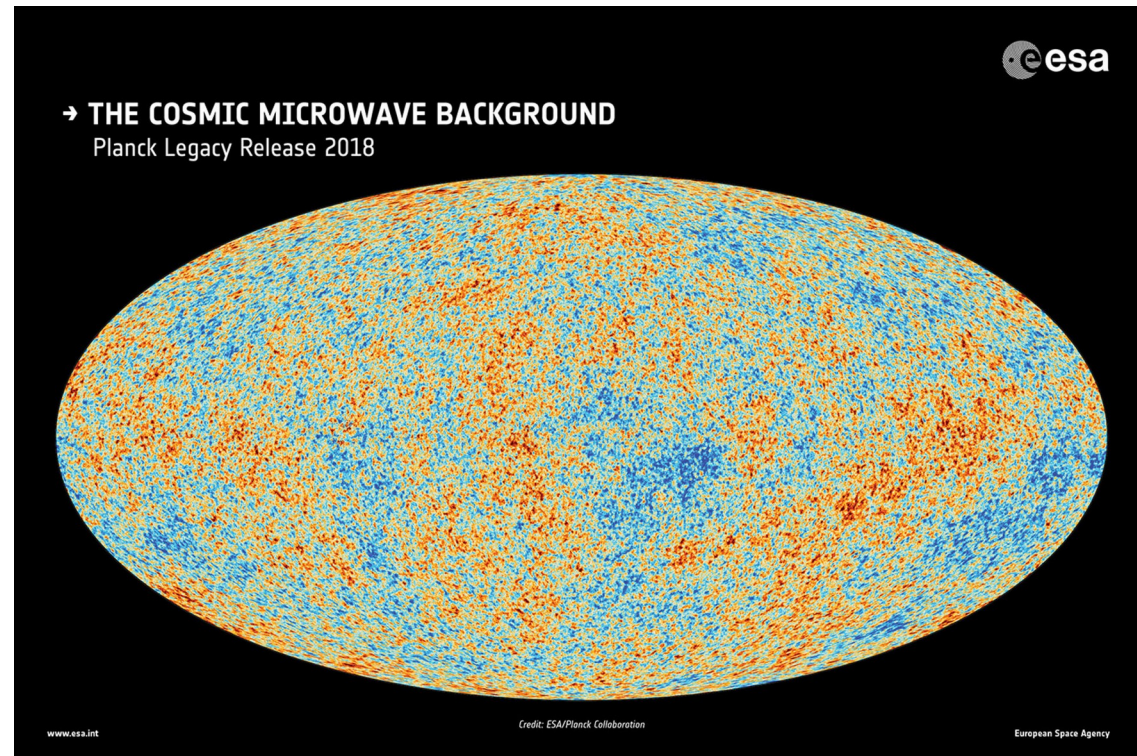 esa
→ THE COSMIC MICROWAVE BACKGROUND
Planck Legacy Release 2018
Credit: ESA/Planck Collaboration
www.esa.int
European Space Agency